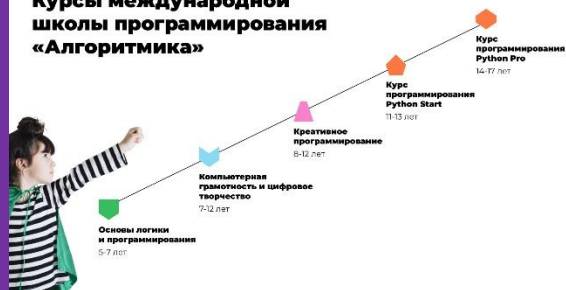 Курсы международной
школы программирования
«Алгоритмика»
Курс
программирования
Python Pro
14-17 лет
Курс
программирования
Python Start
11-13 лет
Креативное
программирование
8-12 лет
Компьютерная
грамотность и цифровое
творчество
7-12 лет
Основы логики
и программирования
5-7 лет